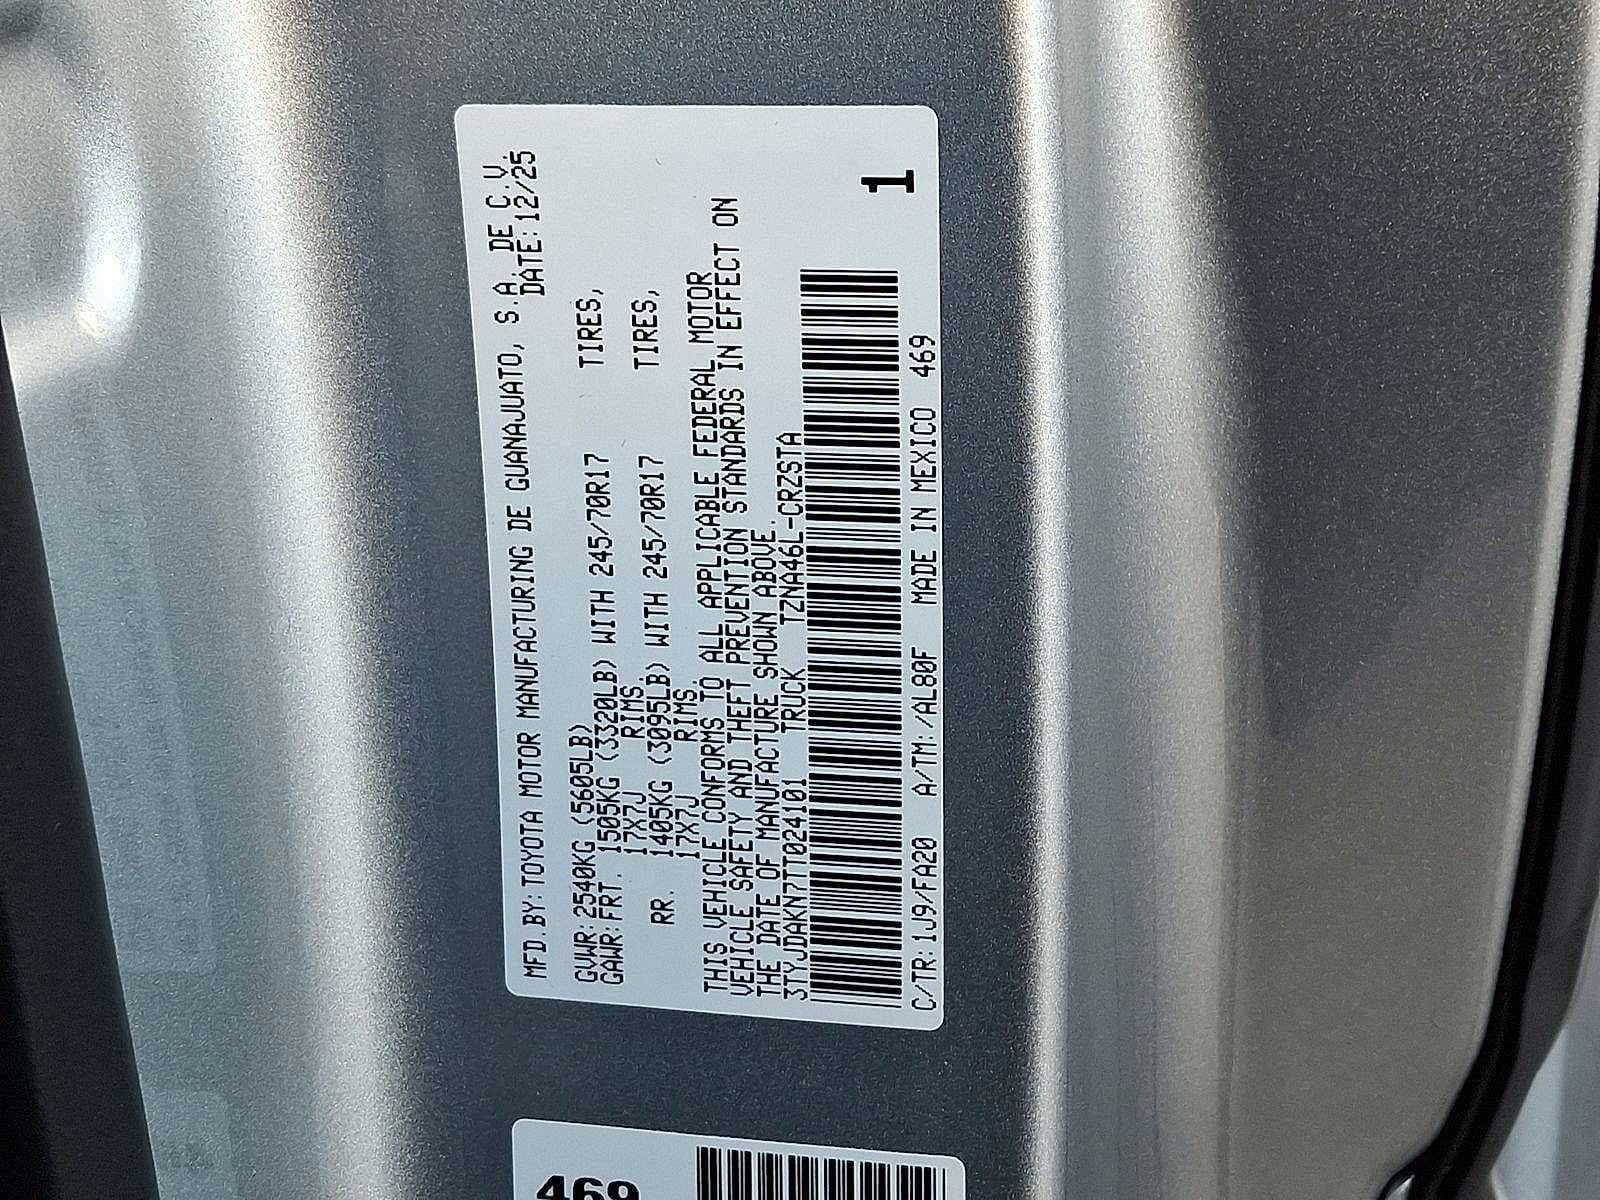 MFD.BY:TOYOTA MOTOR MANUFACTURING DE GUANAJUATO, S.A. DE C.V.
DATE:12/25
GVWR:2540KG (5605LB)
GAWR:FRT. 1505KG (3320LB) WITH 245/70R17 TIRES,
17X7J RIMS,
RR. 1405KG (3095LB) WITH 245/70R17 TIRES,
17X7J RIMS.
THIS VEHICLE CONFORMS TO ALL APPLICABLE FEDERAL MOTOR
VEHICLE SAFETY AND THEFT PREVENTION STANDARDS IN EFFECT ON
THE DATE OF MANUFACTURE SHOWN ABOVE.
3TYJDAKN7TT024101 TRUCK TZNA46L-CRZSTA
1
C/TR:1J9/FA20 A/TM:/AL80F MADE IN MEXICO 469
469